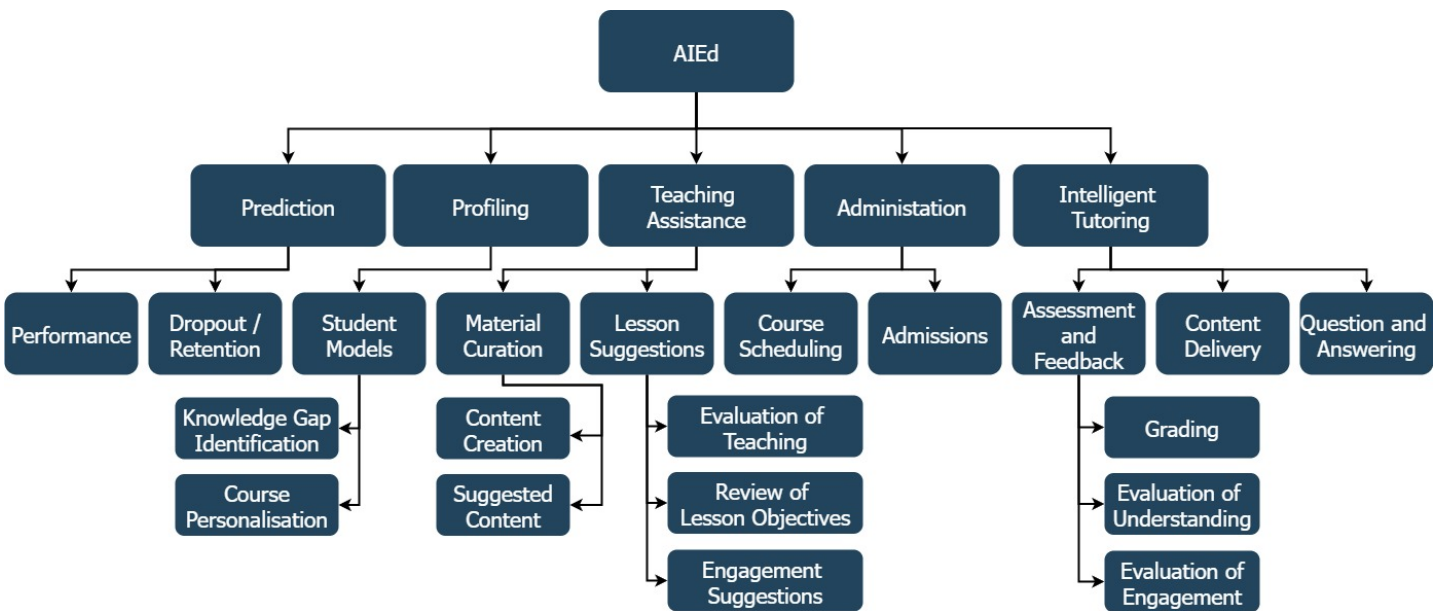 AIEd
Prediction
Profiling
Teaching
Assistance
Administation
Intelligent
Tutoring
Performance
Dropout /
Retention
Student
Models
Material
Curation
Lesson
Suggestions
Course
Scheduling
Admissions
Assessment
and
Feedback
Content
Delivery
Question and
Answering
Knowledge Gap
Identification
Course
Personalisation
Content
Creation
Suggested
Content
Evaluation of
Teaching
Review of
Lesson Objectives
Engagement
Suggestions
Grading
Evaluation of
Understanding
Evaluation of
Engagement